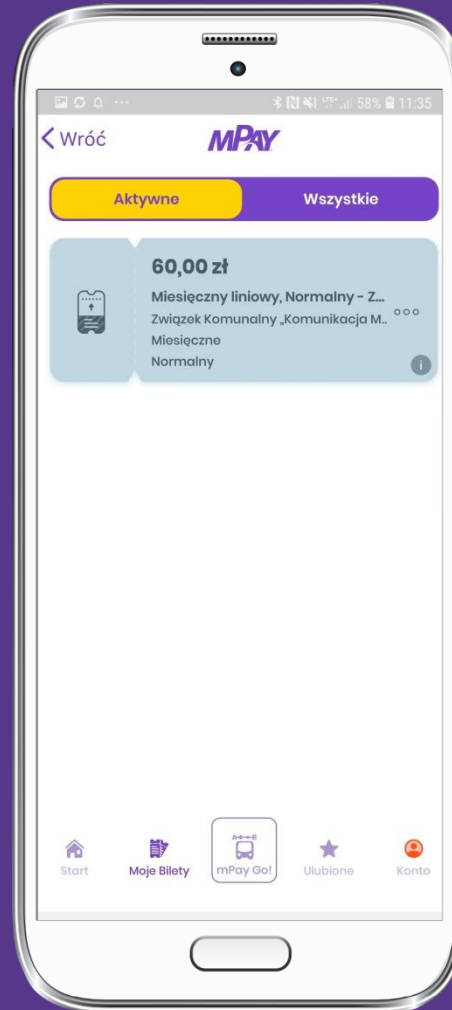 58% 11:35
Wróć
MPAY
Aktywne
Wszystkie
60,00 zł
Miesięczny liniowy, Normalny - Z...
Związek Komunalny „Komunikacja M..
Miesięczne
Normalny
i
A B
Start
Moje Bilety
mPay Go!
Ulubione
Konto